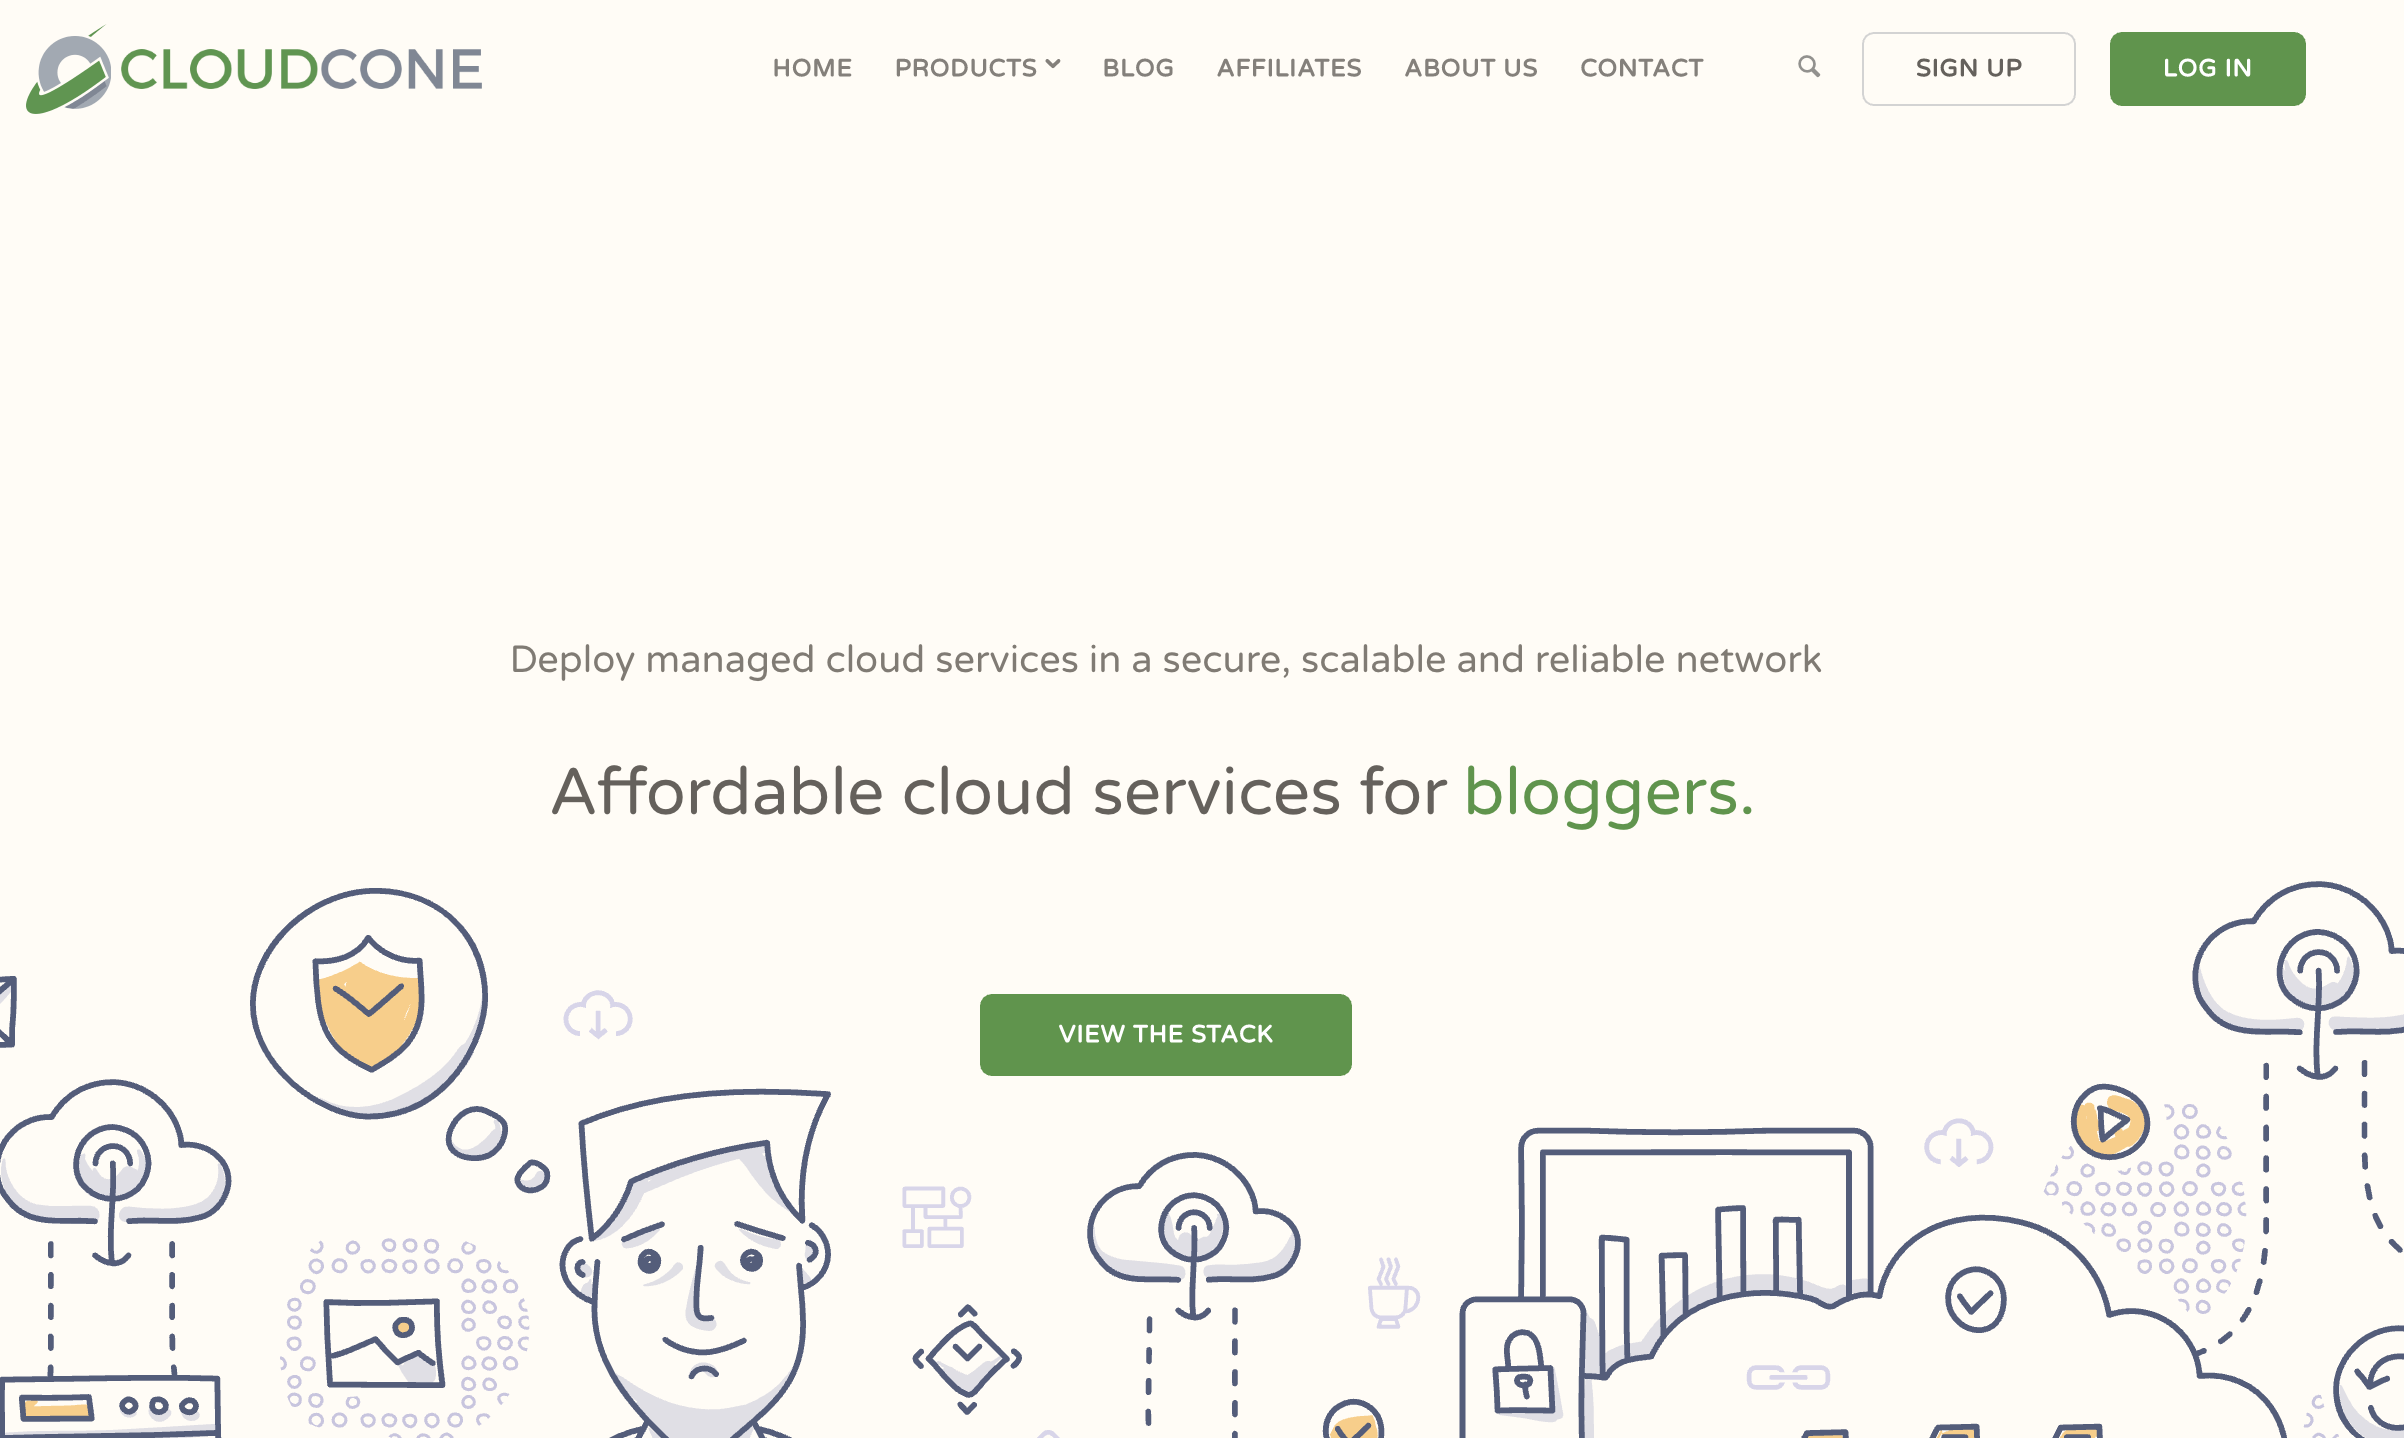 CLOUDCONE
HOME PRODUCTS BLOG AFFILIATES ABOUT US CONTACT SIGN UP LOG IN
Deploy managed cloud services in a secure, scalable and reliable network
Affordable cloud services for bloggers.
VIEW THE STACK